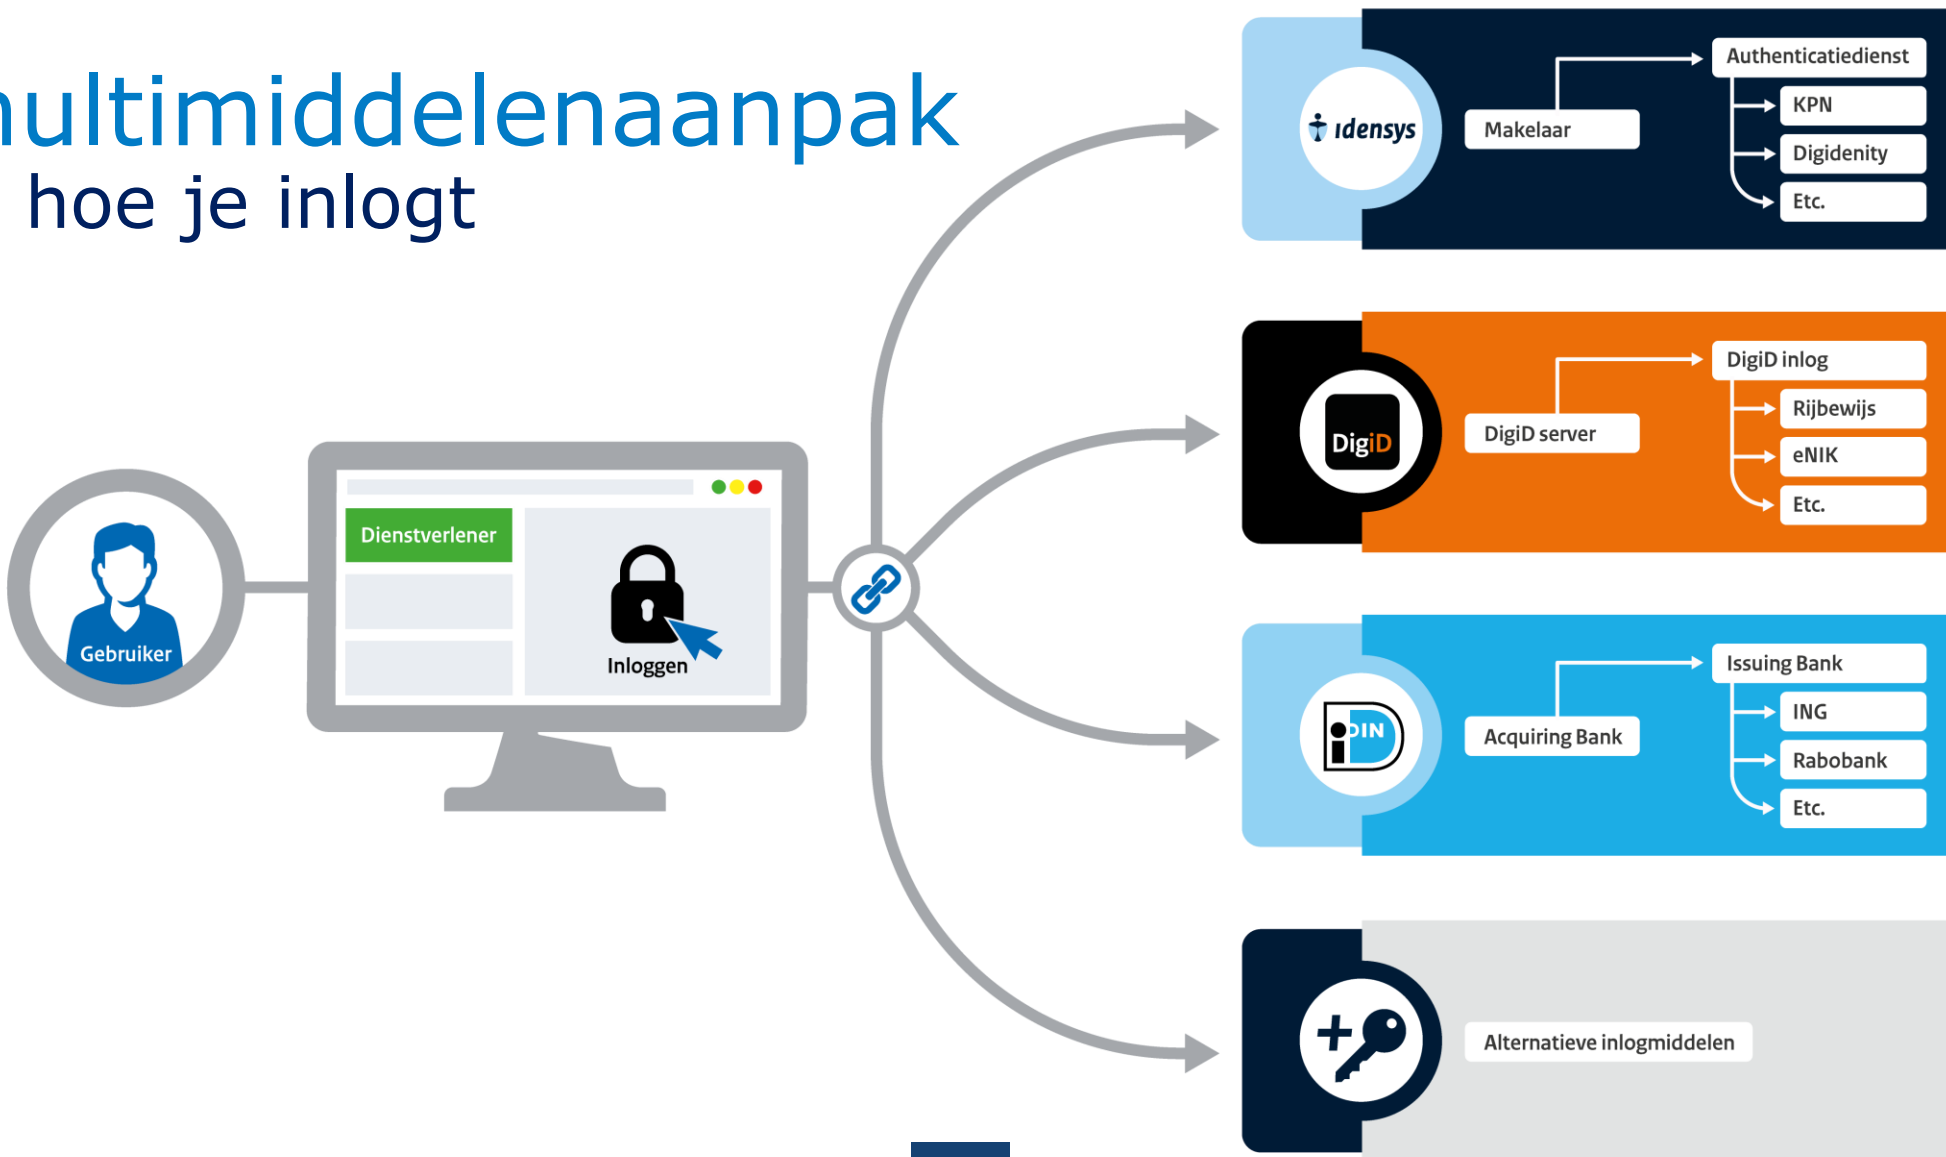 ultimiddelenaanpak
hoe je inlogt
Gebruiker
Dienstverlener
Inloggen
idensys
Makelaar
Authenticatiedienst
KPN
Digidenity
Etc.
DigiD
DigiD server
DigiD inlog
Rijbewijs
eNIK
Etc.
iDIN
Acquiring Bank
Issuing Bank
ING
Rabobank
Etc.
Alternatieve inlogmiddelen